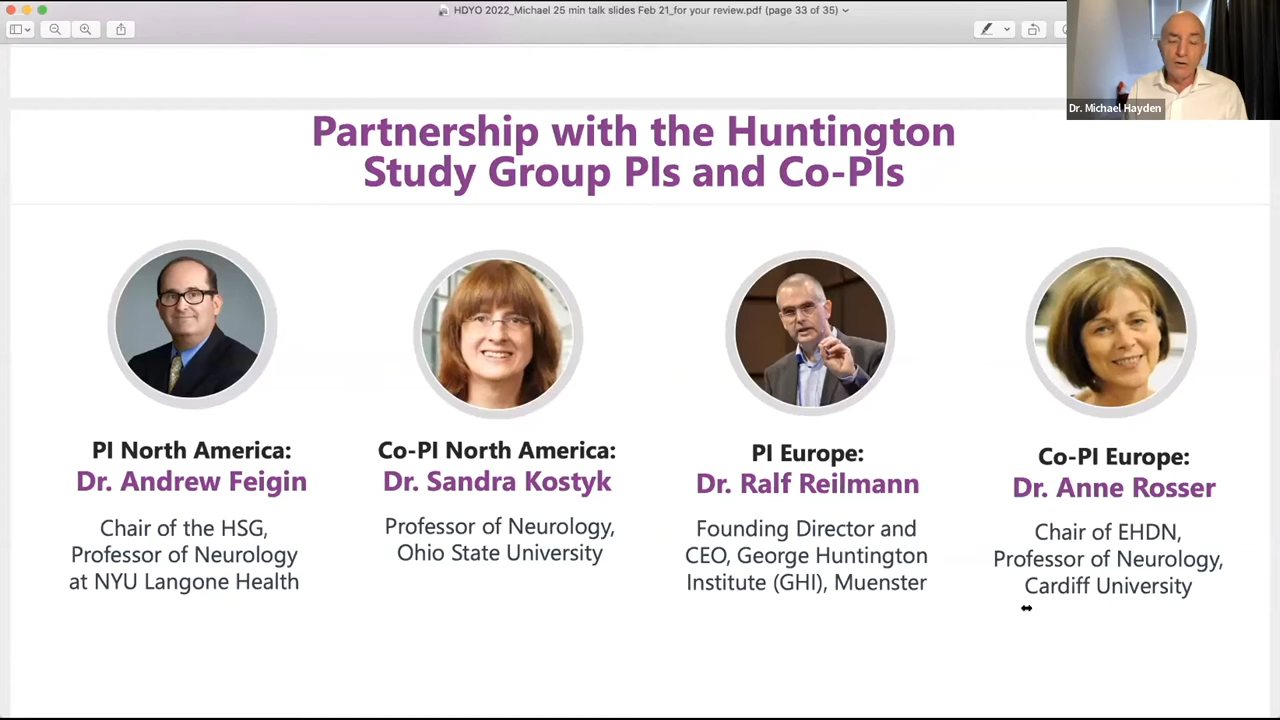 HDYO 2022_Michael 25 min talk slides Feb 21_for your review.pdf (page 33 of 35)
Dr. Michael Hayden
Partnership with the Huntington
Study Group PIs and Co-PIs
PI North America:
Dr. Andrew Feigin
Chair of the HSG,
Professor of Neurology
at NYU Langone Health
Co-PI North America:
Dr. Sandra Kostyk
Professor of Neurology,
Ohio State University
PI Europe:
Dr. Ralf Reilmann
Founding Director and
CEO, George Huntington
Institute (GHI), Muenster
Co-PI Europe:
Dr. Anne Rosser
Chair of EHDN,
Professor of Neurology,
Cardiff University